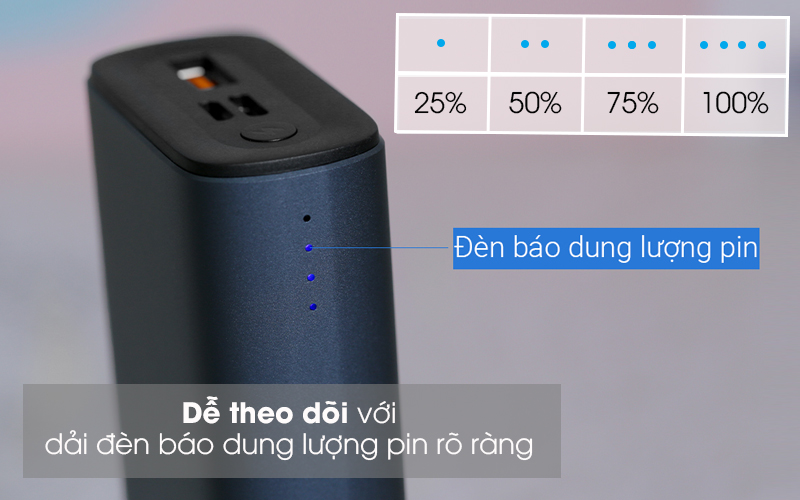 25% 50% 75% 100%
Đèn báo dung lượng pin
Dễ theo dõi với
dải đèn báo dung lượng pin rõ ràng